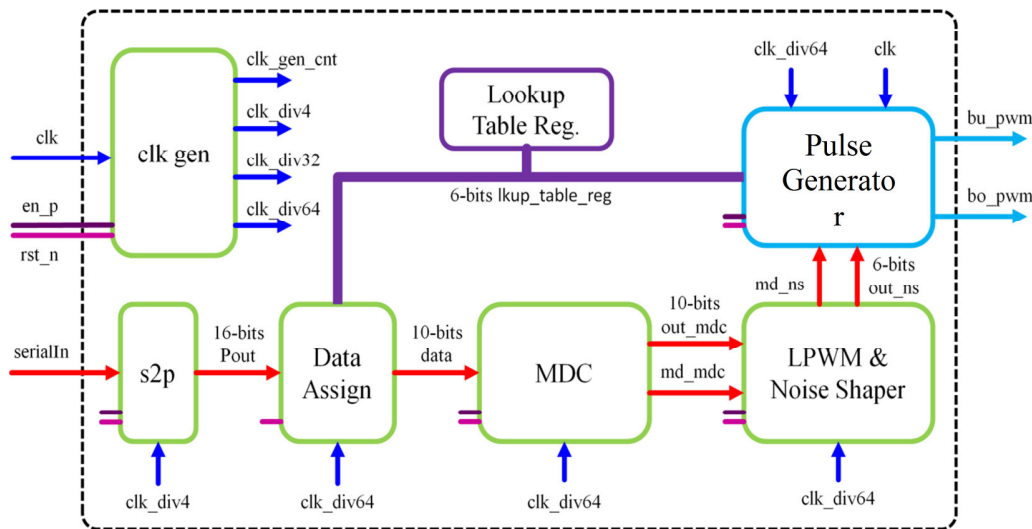 clk_gen_cnt
clk_div4
clk_div32
clk_div64
clk
clk gen
en_p
rst_n
Lookup
Table Reg.
6-bits lkup_table_reg
clk_div64
clk
Pulse
Generato
r
bu_pwm
bo_pwm
md_ns
6-bits
out_ns
serialIn
s2p
16-bits
Pout
Data
Assign
10-bits
data
MDC
10-bits
out_mdc
md_mdc
LPWM &
Noise Shaper
clk_div4
clk_div64
clk_div64
clk_div64